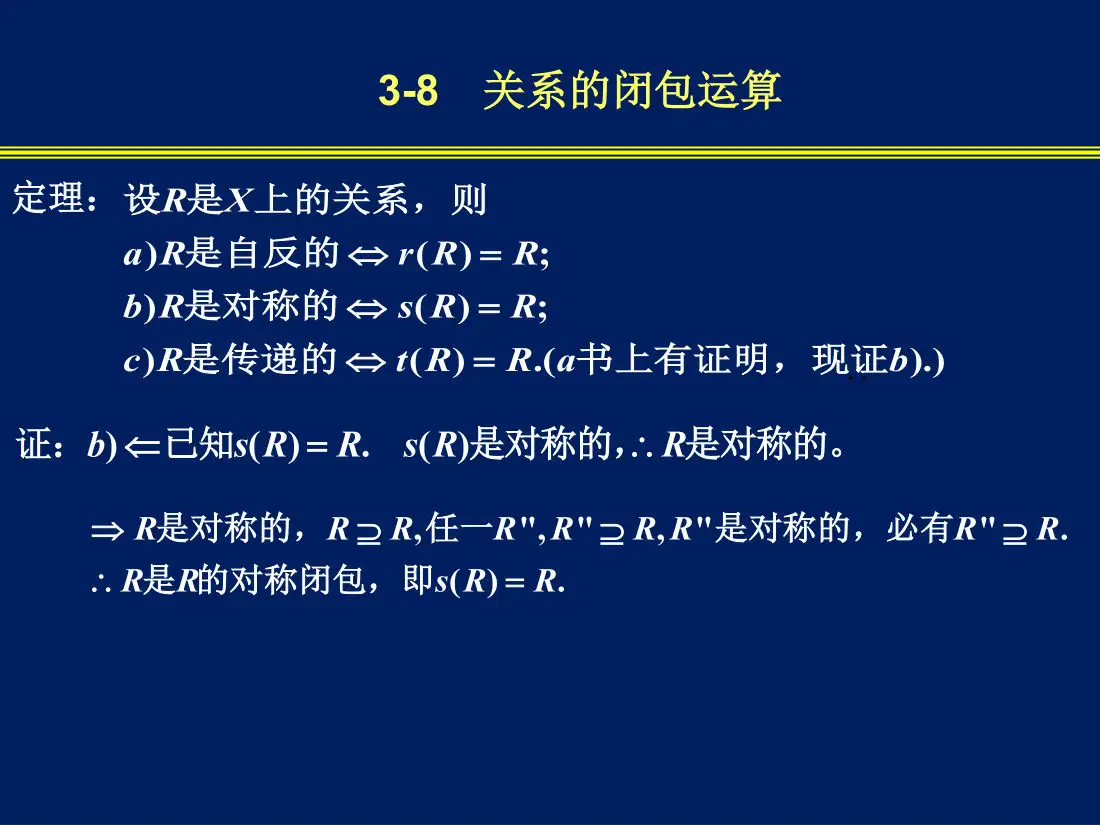 3-8 关系的闭包运算
定理：设R是X上的关系，则
a)R是自反的⇔r(R)=R;
b)R是对称的⇔s(R)=R;
c)R是传递的⇔t(R)=R.(a书上有证明，现证b).)
证：b)⇐已知s(R)=R. s(R)是对称的,∴R是对称的。
⇒R是对称的，R⊇R,任一R",R"⊇R,R"是对称的，必有R"⊇R.
∴R是R的对称闭包，即s(R)=R.